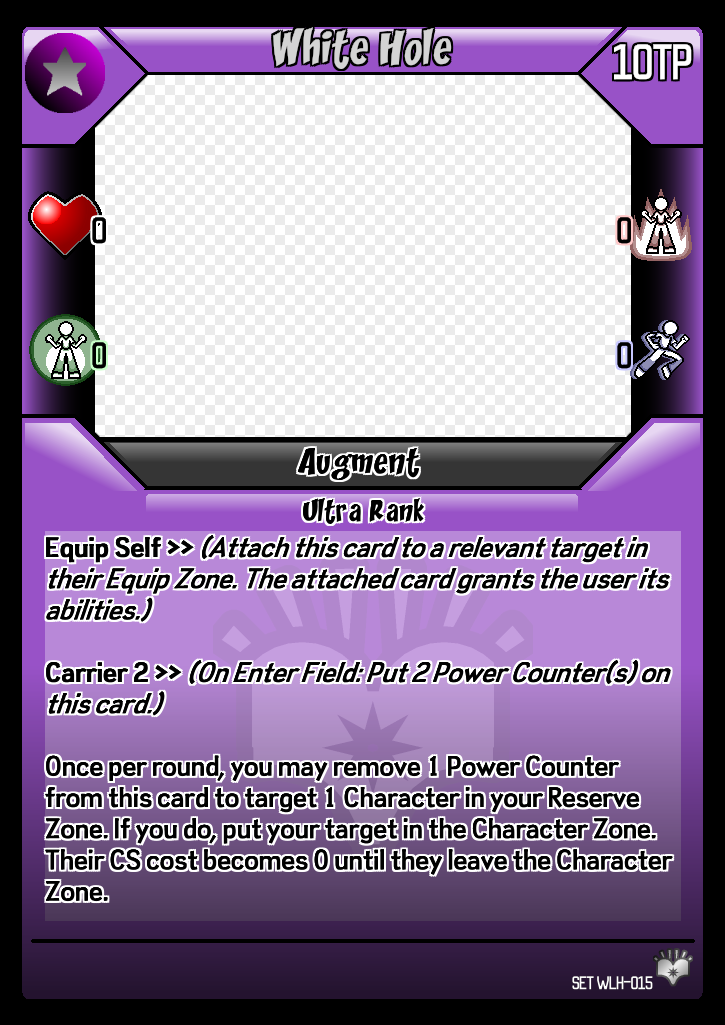 White Hole
10TP
0
0
0
0
Augment
Ultra Rank
Equip Self >> (Attach this card to a relevant target in
their Equip Zone. The attached card grants the user its
abilities.)
Carrier 2 >> (On Enter Field: Put 2 Power Counter(s) on
this card.)
Once per round, you may remove 1 Power Counter
from this card to target 1 Character in your Reserve
Zone. If you do, put your target in the Character Zone.
Their CS cost becomes 0 until they leave the Character
Zone.
SET WLH-015